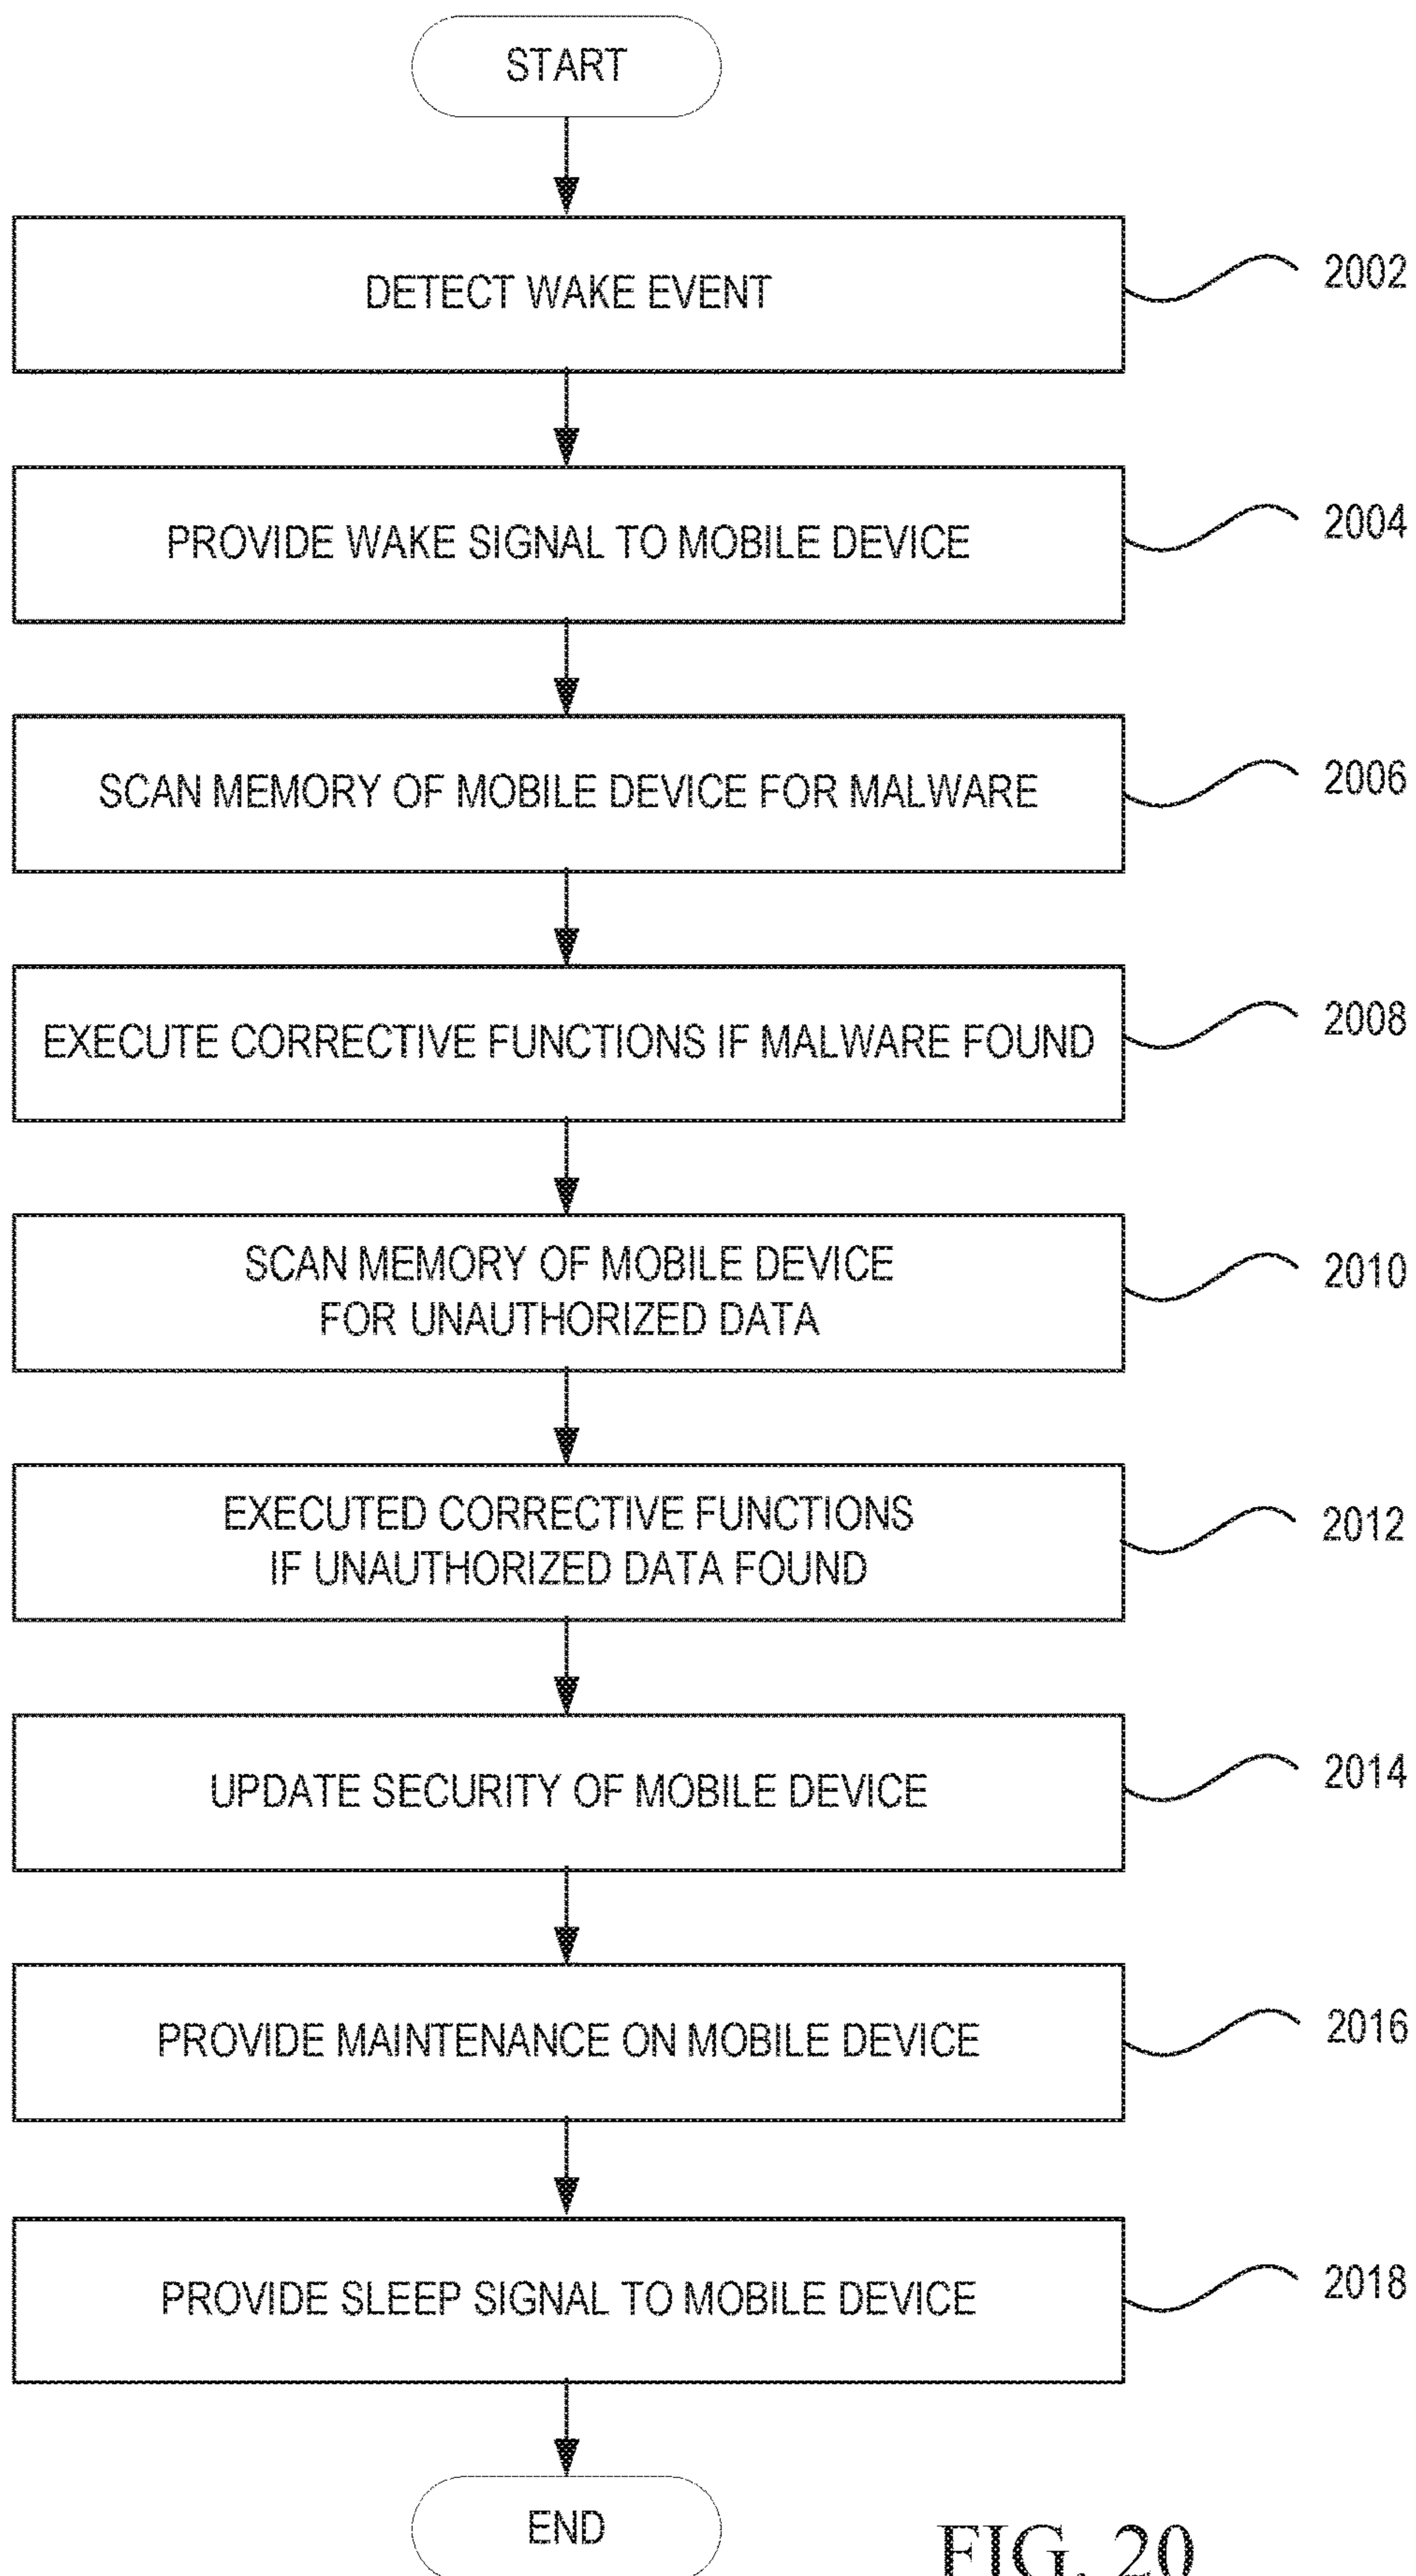 START
DETECT WAKE EVENT
2002
PROVIDE WAKE SIGNAL TO MOBILE DEVICE
2004
SCAN MEMORY OF MOBILE DEVICE FOR MALWARE
2006
EXECUTE CORRECTIVE FUNCTIONS IF MALWARE FOUND
2008
SCAN MEMORY OF MOBILE DEVICE
FOR UNAUTHORIZED DATA
2010
EXECUTED CORRECTIVE FUNCTIONS
IF UNAUTHORIZED DATA FOUND
2012
UPDATE SECURITY OF MOBILE DEVICE
2014
PROVIDE MAINTENANCE ON MOBILE DEVICE
2016
PROVIDE SLEEP SIGNAL TO MOBILE DEVICE
2018
END
FIG. 20